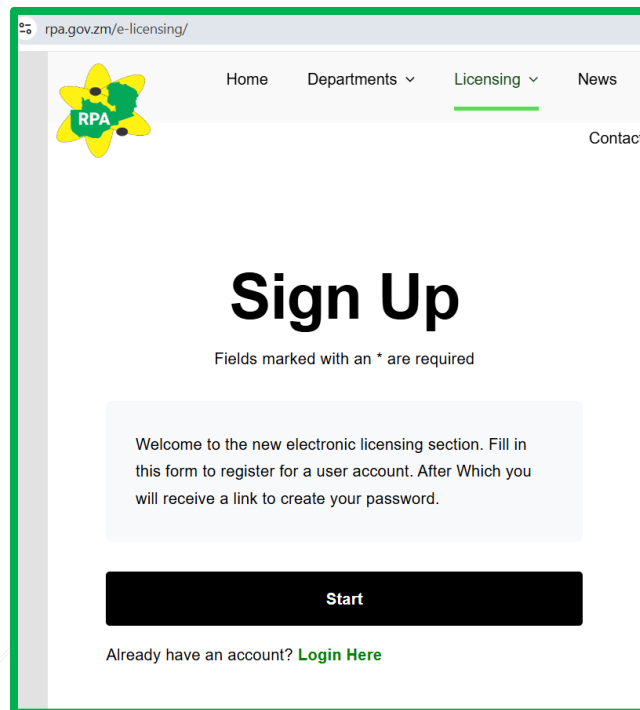 rpa.gov.zm/e-licensing/
RPA
Home Departments Licensing News
Contact
Sign Up
Fields marked with an * are required
Welcome to the new electronic licensing section. Fill in
this form to register for a user account. After Which you
will receive a link to create your password.
Start
Already have an account? Login Here